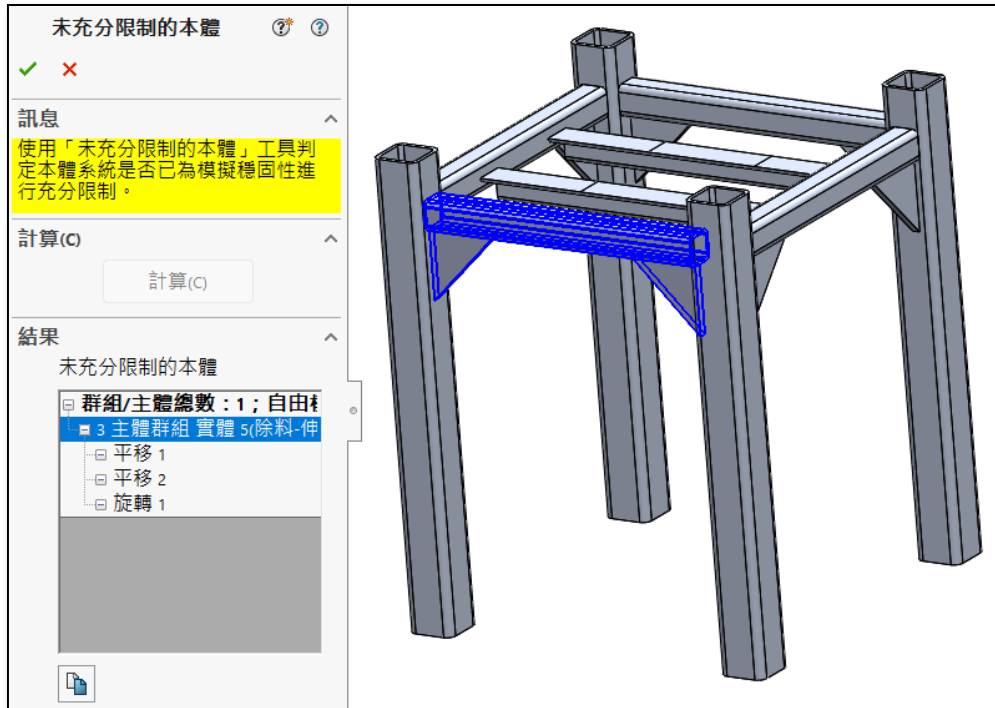 未充分限制的本體
訊息
使用「未充分限制的本體」工具判
定本體系統是否已為模擬穩固性進
行充分限制。
計算(C)
計算(C)
結果
未充分限制的本體
群組/主體總數：1；自由
3 主體群組 實體 5(除料-伸
平移 1
平移 2
旋轉 1